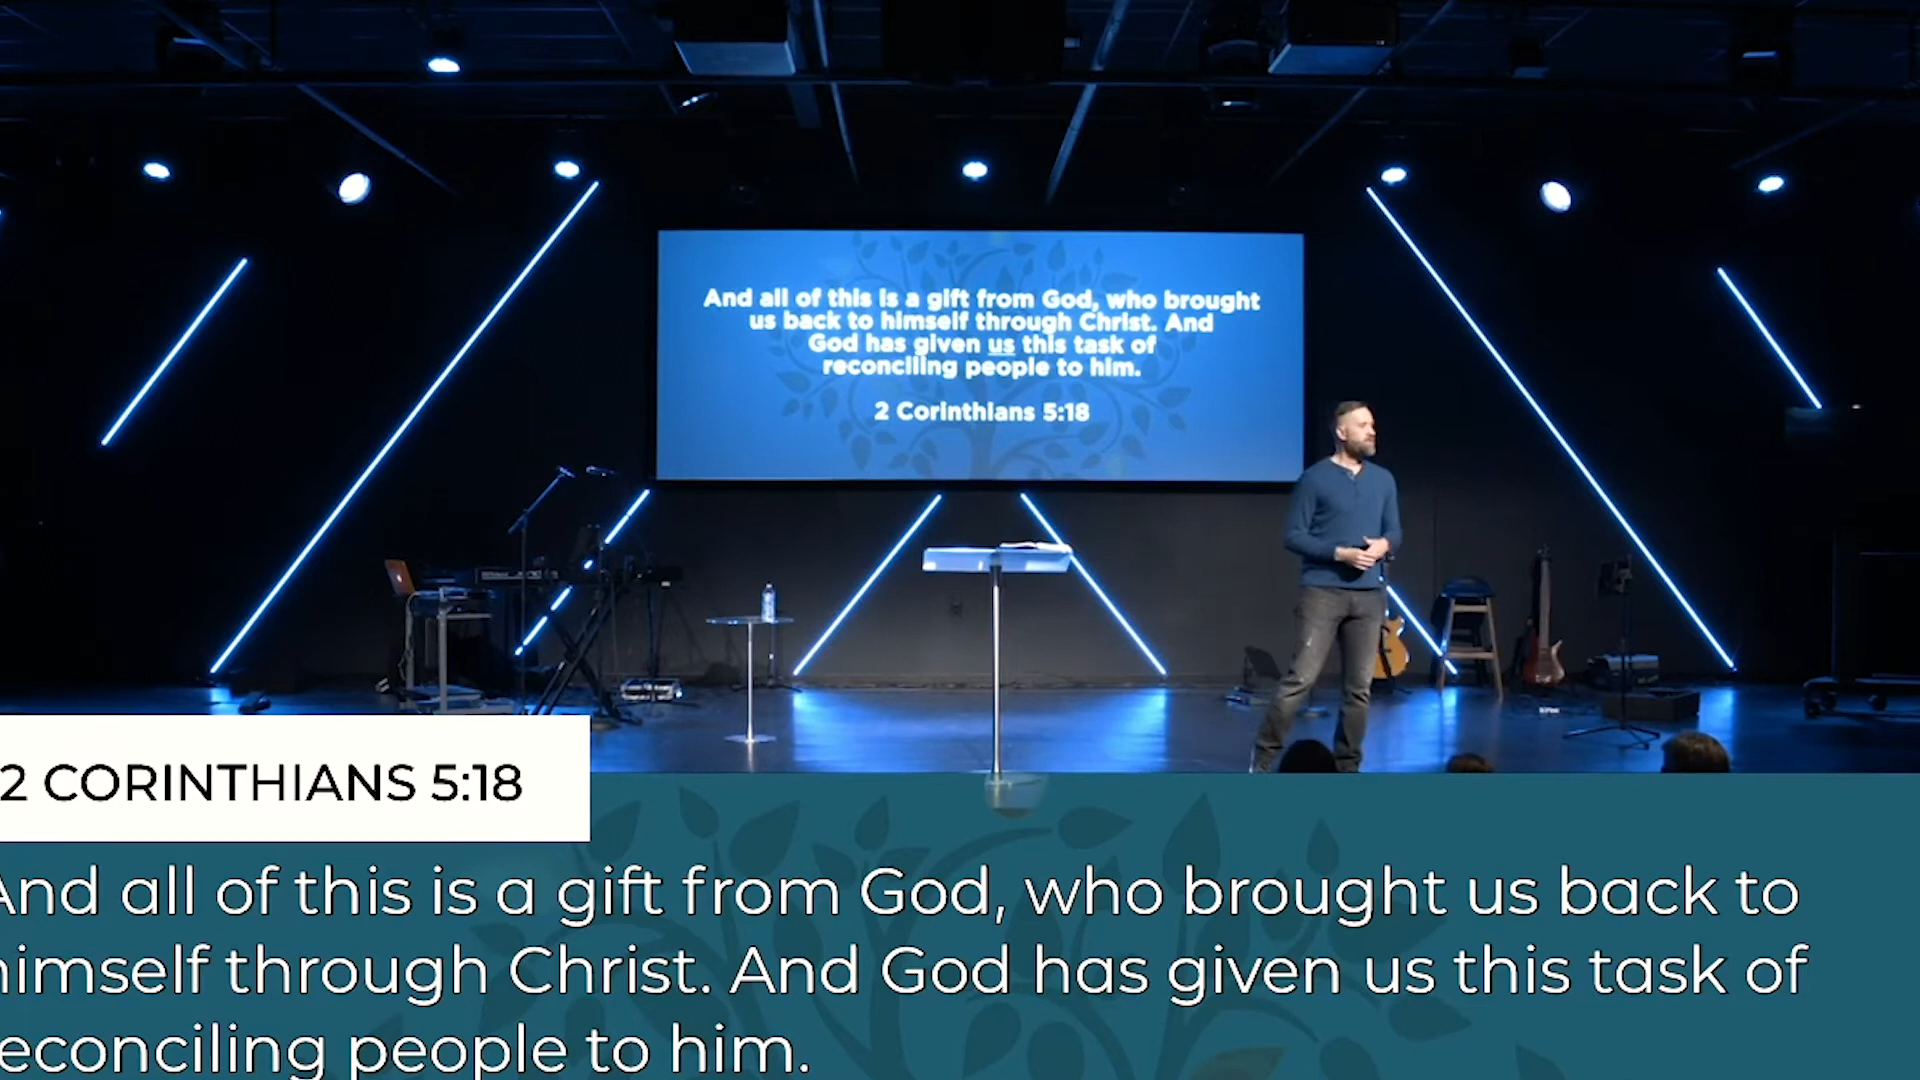 And all of this is a gift from God, who brought
us back to himself through Christ. And
God has given us this task of
reconciling people to him.
2 Corinthians 5:18
2 CORINTHIANS 5:18
And all of this is a gift from God, who brought us back to
himself through Christ. And God has given us this task of
reconciling people to him.